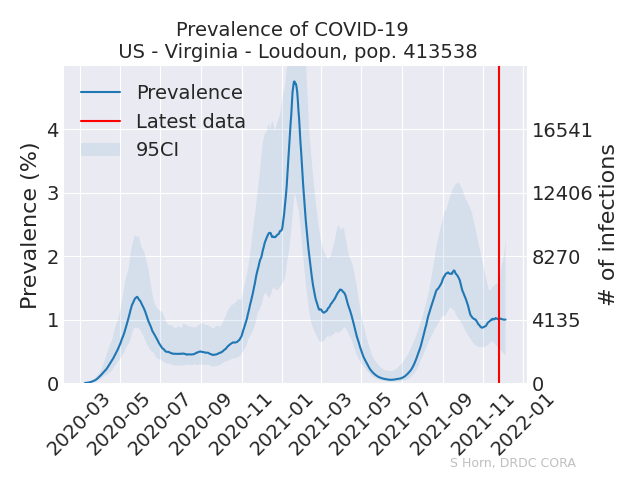 Prevalence of COVID-19
US - Virginia - Loudoun, pop. 413538
Prevalence
Latest data
95CI
Prevalence (%)
4
3
2
1
0
16541
12406
8270
4135
0
# of infections
2020-03
2020-05
2020-07
2020-09
2020-11
2021-01
2021-03
2021-05
2021-07
2021-09
2021-11
2022-01
S Horn, DRDC CORA